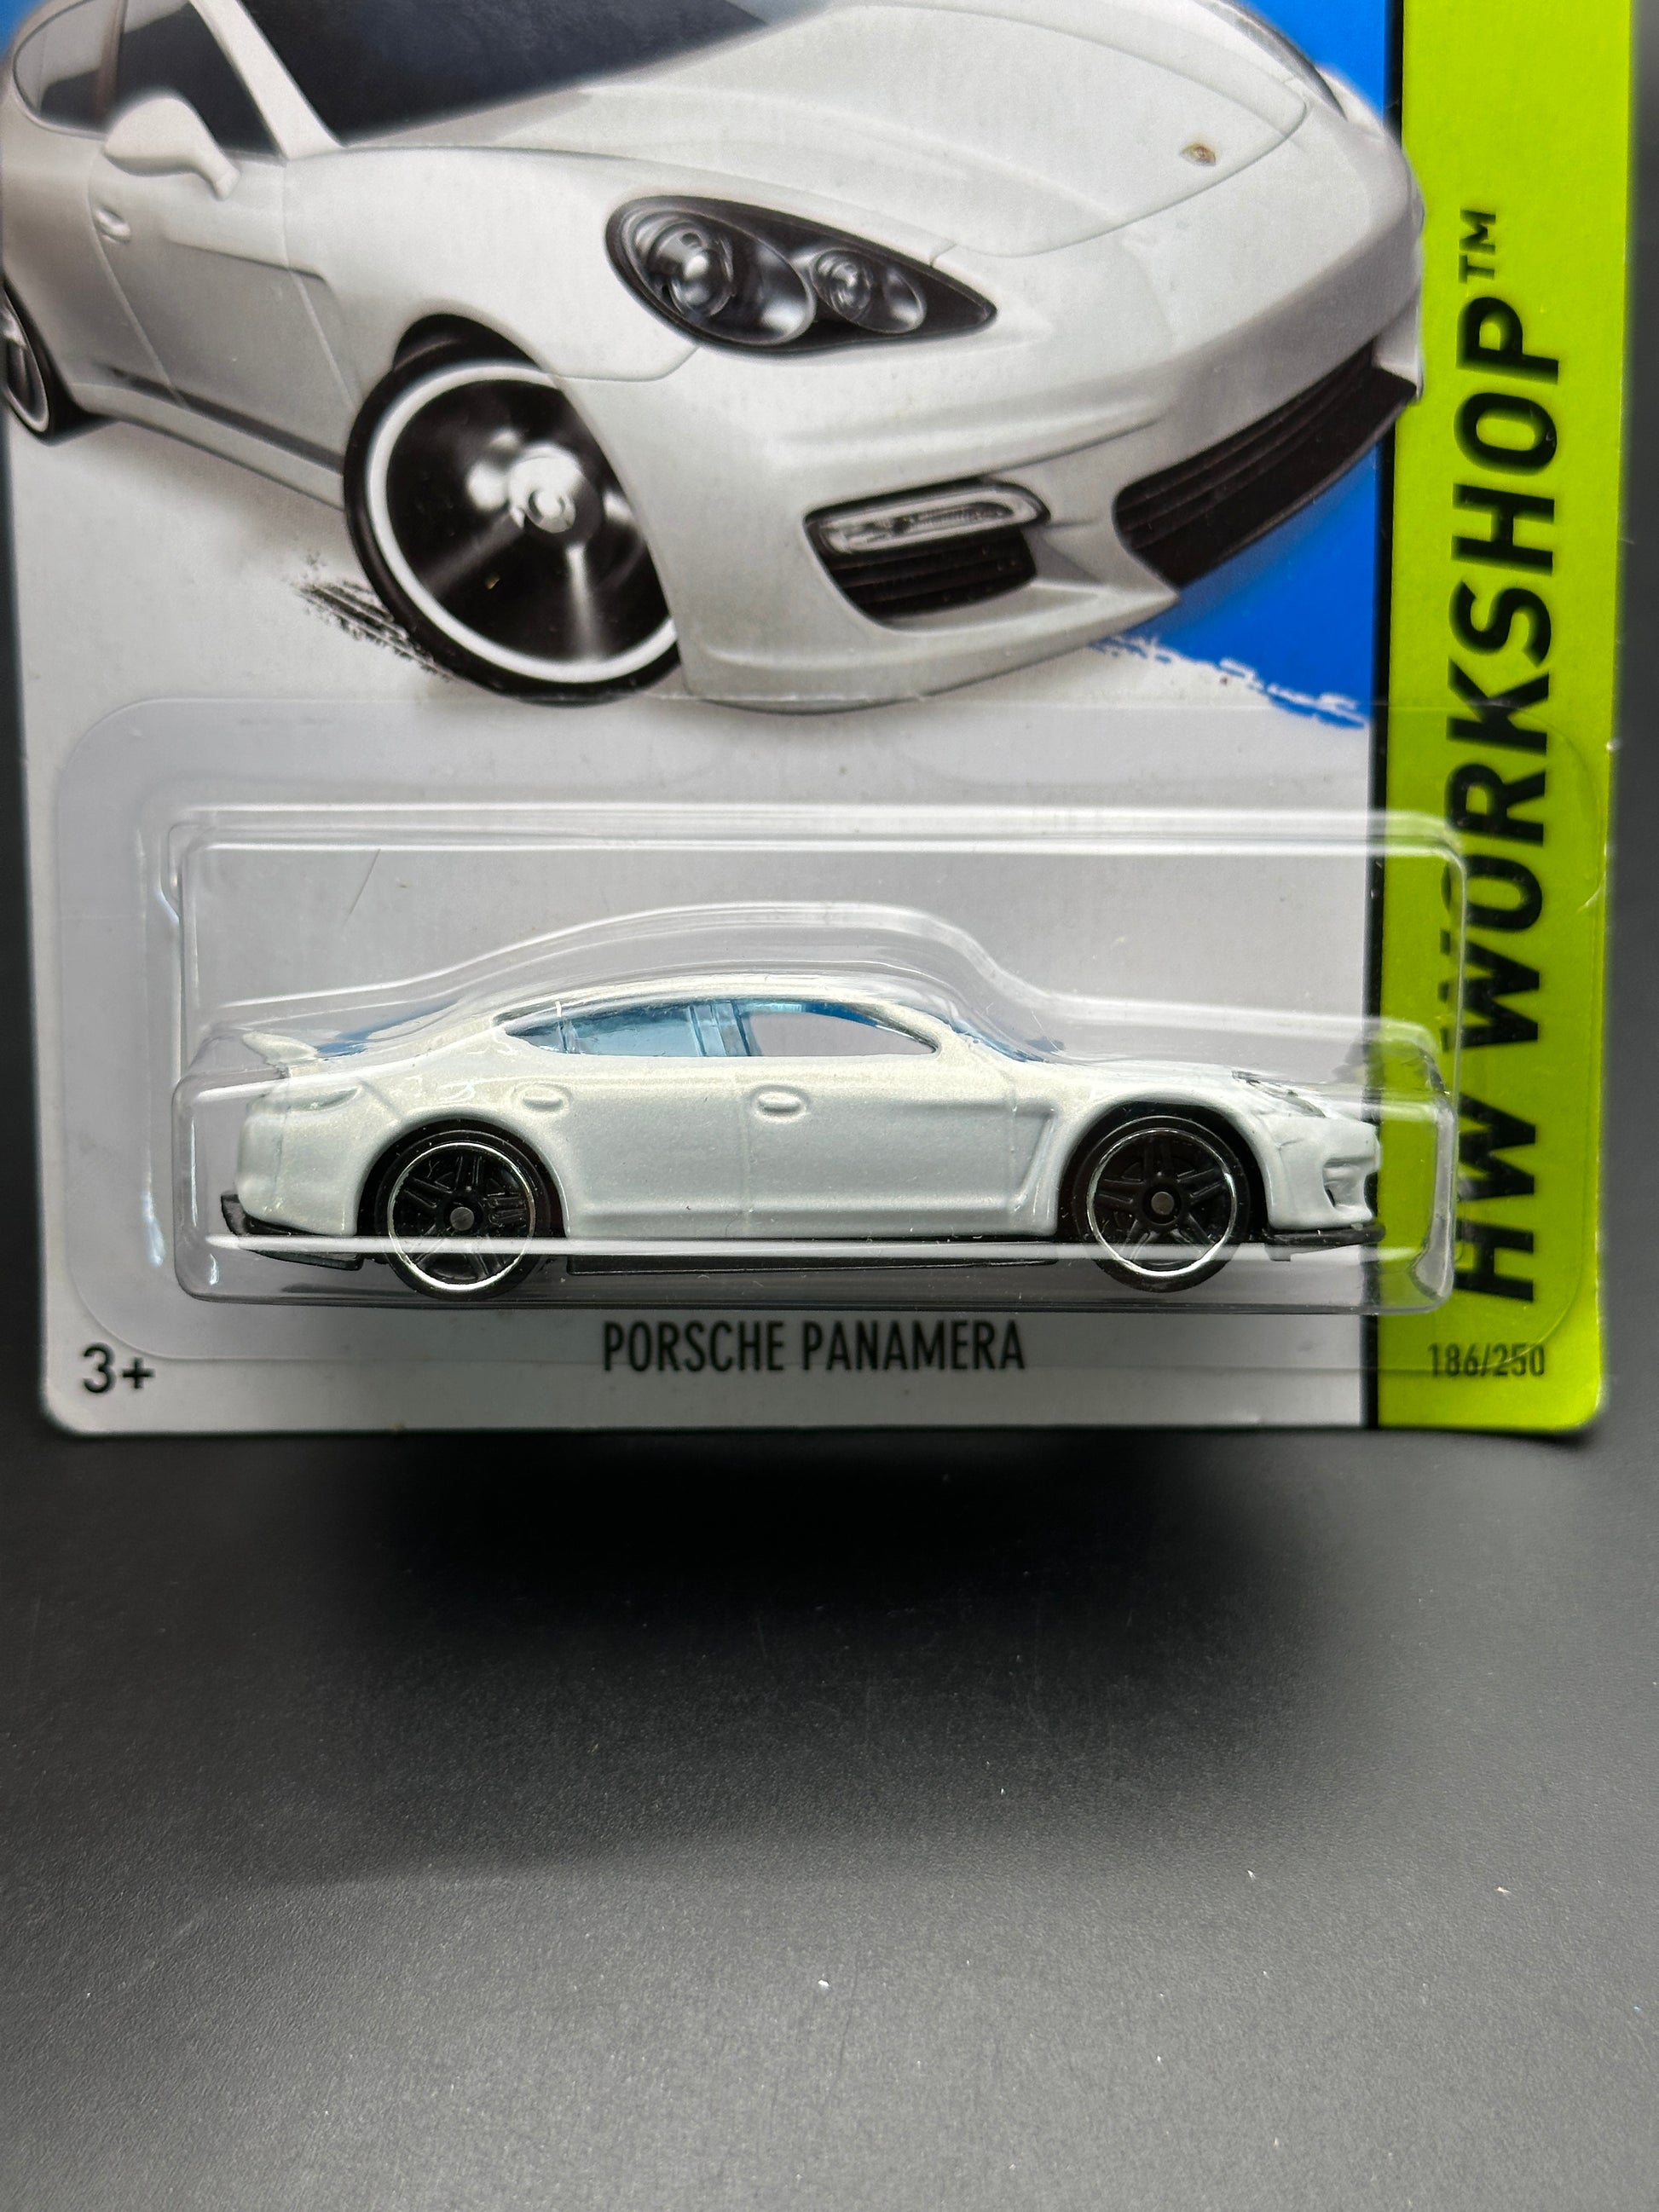 HW WORKSHOP™
PORSCHE PANAMERA
3+
186/250